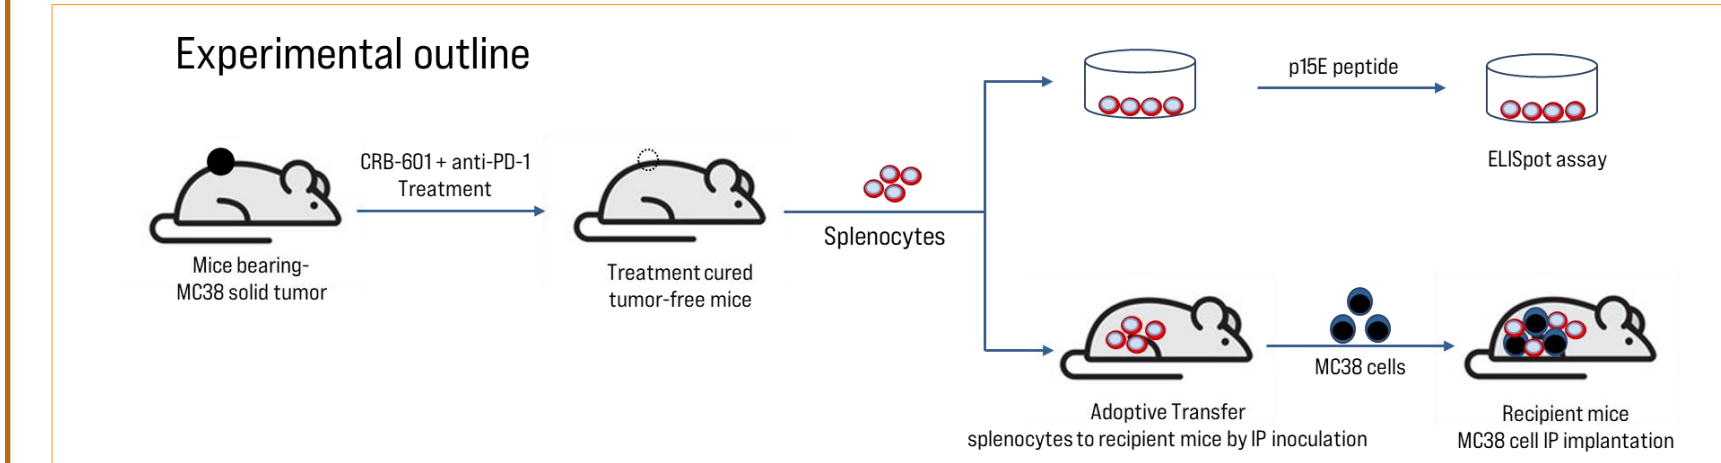 Experimental outline
Mice bearing-
MC38 solid tumor
CRB-601 + anti-PD-1
Treatment
Treatment cured
tumor-free mice
Splenocytes
p15E peptide
ELISpot assay
Adoptive Transfer
splenocytes to recipient mice by IP inoculation
MC38 cells
Recipient mice
MC38 cell IP implantation